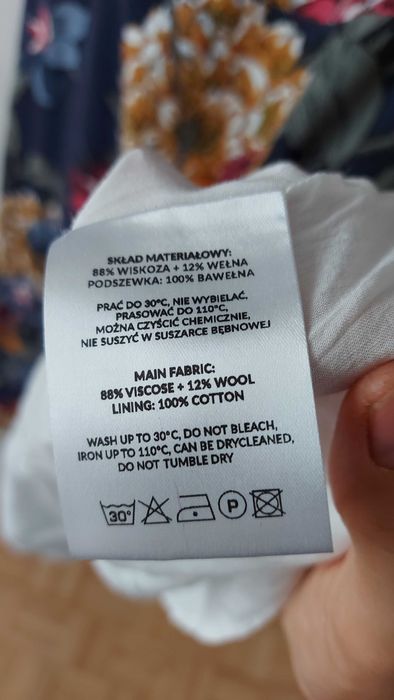 SKŁAD MATERIAŁOWY:
88% WISKOZA + 12% WEŁNA
PODSZEWKA: 100% BAWEŁNA
PRAĆ DO 30°C, NIE WYBIELAĆ,
PRASOWAĆ DO 110°C,
MOŻNA CZYŚCIĆ CHEMICZNIE,
NIE SUSZYĆ W SUSZARCE BĘBNOWEJ
MAIN FABRIC:
88% VISCOSE + 12% WOOL
LINING: 100% COTTON
WASH UP TO 30°C, DO NOT BLEACH,
IRON UP TO 110°C, CAN BE DRYCLEANED,
DO NOT TUMBLE DRY
30° P